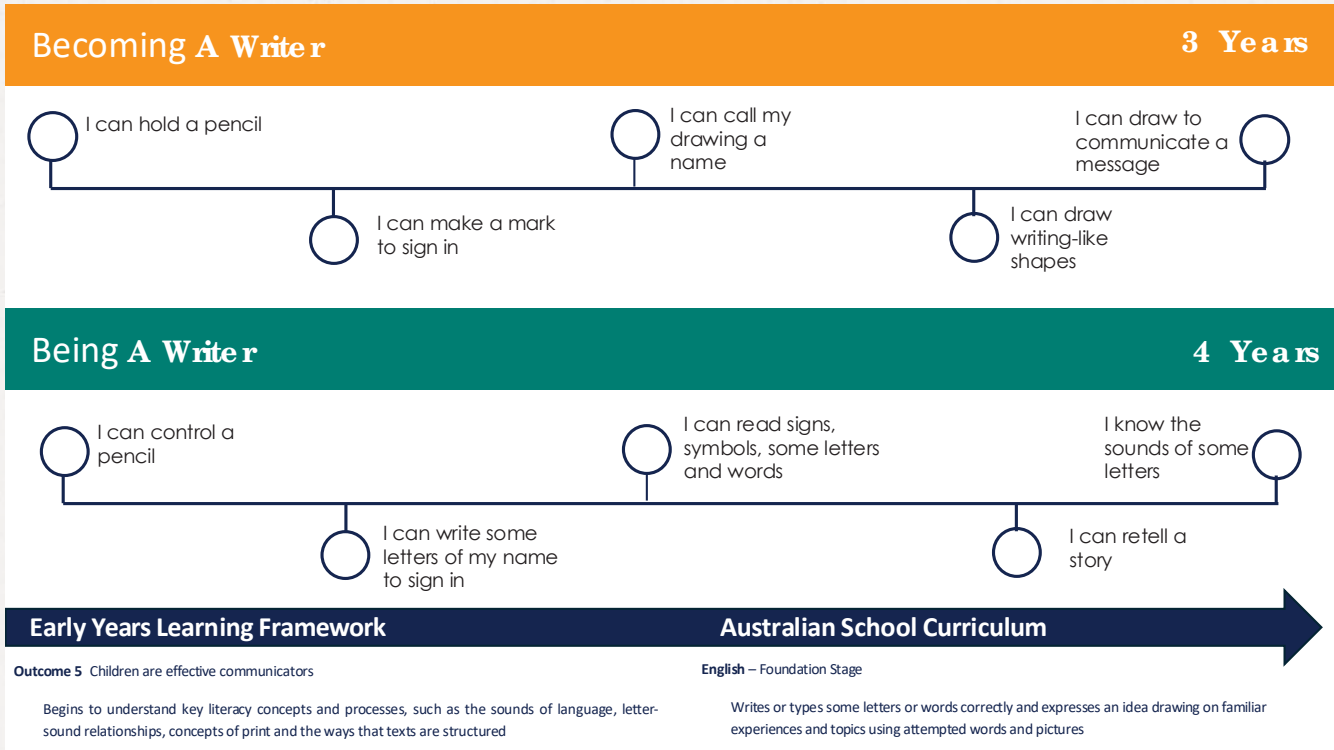 Becoming A Writer
3 Years
I can hold a pencil
I can make a mark
to sign in
I can call my
drawing a
name
I can draw
writing-like
shapes
I can draw to
communicate a
message
Being A Writer
4 Years
I can control a
pencil
I can write some
letters of my name
to sign in
I can read signs,
symbols, some letters
and words
I can retell a
story
I know the
sounds of some
letters
Early Years Learning Framework
Australian School Curriculum
Outcome 5 Children are effective communicators
Begins to understand key literacy concepts and processes, such as the sounds of language, letter-
sound relationships, concepts of print and the ways that texts are structured
English – Foundation Stage
Writes or types some letters or words correctly and expresses an idea drawing on familiar
experiences and topics using attempted words and pictures